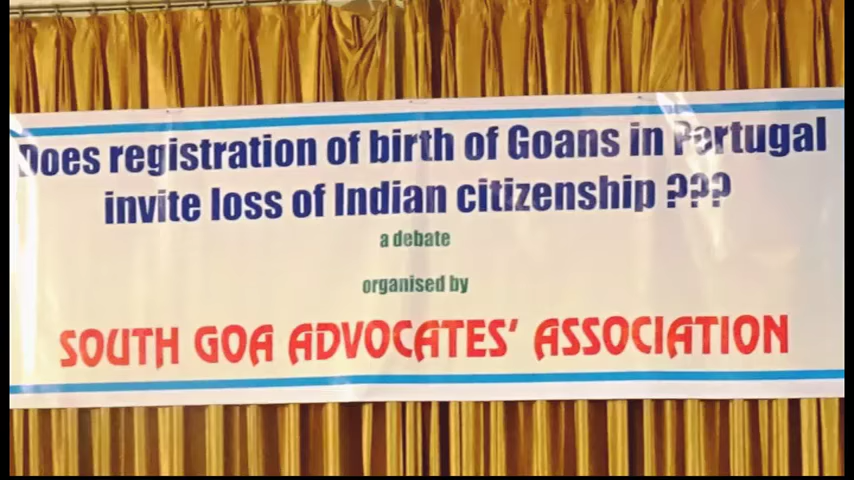 Does registration of birth of Goans in Portugal
invite loss of Indian citizenship ???
a debate
organised by
SOUTH GOA ADVOCATES' ASSOCIATION